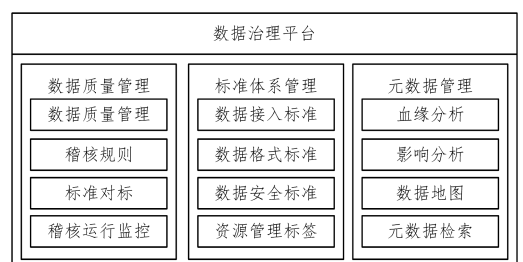 数据治理平台
数据质量管理
数据质量管理
稽核规则
标准对标
稽核运行监控
标准体系管理
数据接入标准
数据格式标准
数据安全标准
资源管理标签
元数据管理
血缘分析
影响分析
数据地图
元数据检索